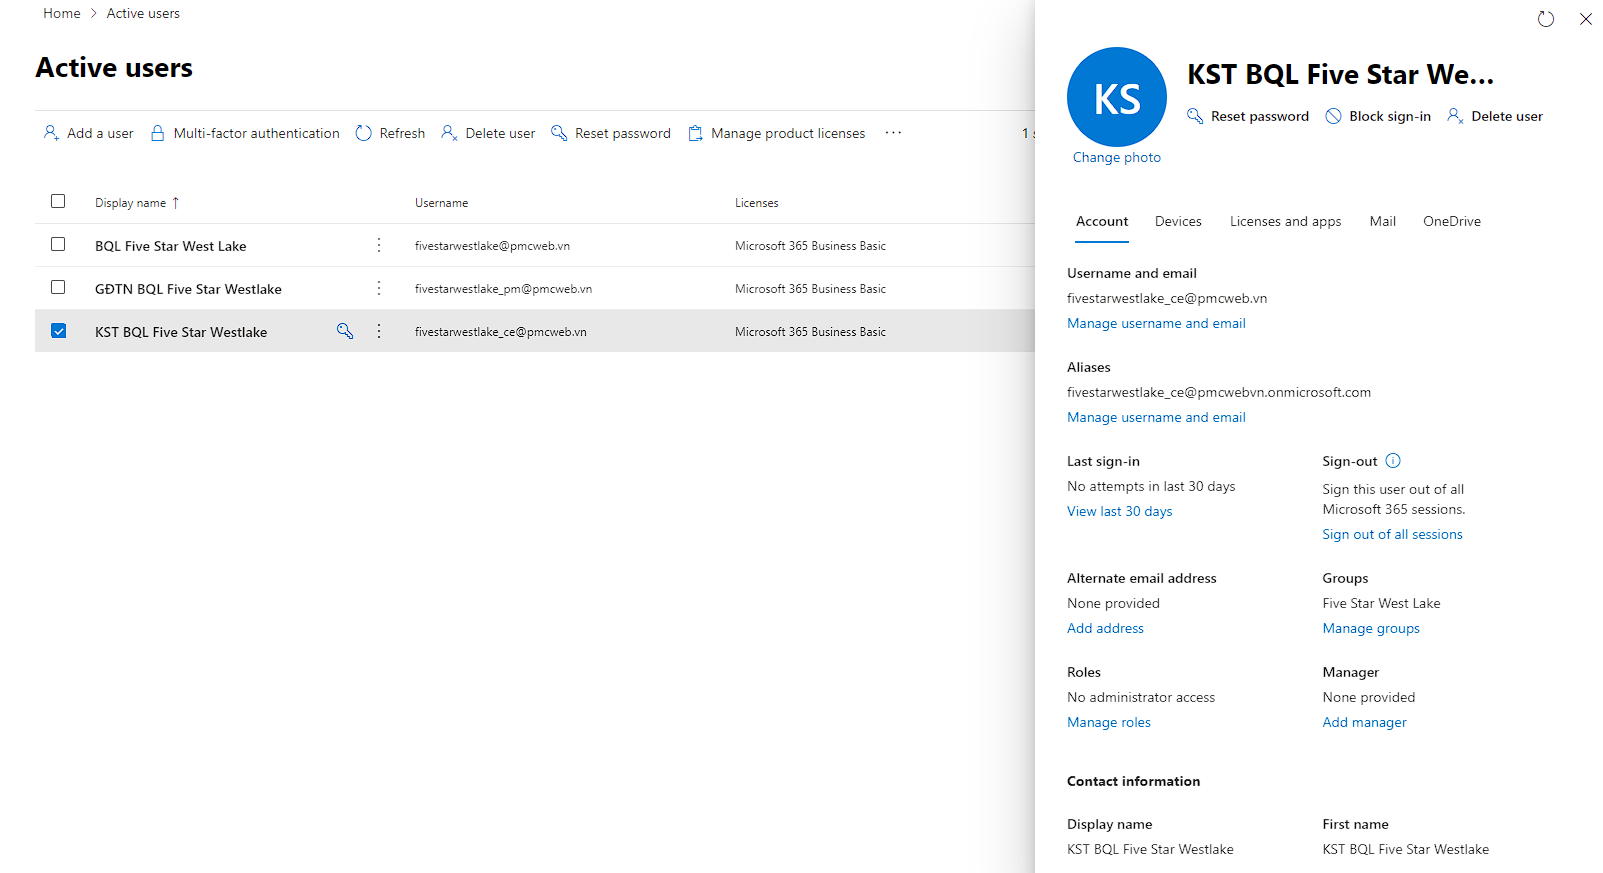 Home > Active users
Active users
Add a user Multi-factor authentication Refresh Delete user Reset password Manage product licenses ··· 1
Display name ↑ Username Licenses
BQL Five Star West Lake fivestarwestlake@pmcweb.vn Microsoft 365 Business Basic
GĐTN BQL Five Star Westlake fivestarwestlake_pm@pmcweb.vn Microsoft 365 Business Basic
KST BQL Five Star Westlake fivestarwestlake_ce@pmcweb.vn Microsoft 365 Business Basic
KS
Change photo
KST BQL Five Star We...
Reset password Block sign-in Delete user
Account Devices Licenses and apps Mail OneDrive
Username and email
fivestarwestlake_ce@pmcweb.vn
Manage username and email
Aliases
fivestarwestlake_ce@pmcwebvn.onmicrosoft.com
Manage username and email
Last sign-in
No attempts in last 30 days
View last 30 days
Sign-out
Sign this user out of all
Microsoft 365 sessions.
Sign out of all sessions
Alternate email address
None provided
Add address
Groups
Five Star West Lake
Manage groups
Roles
No administrator access
Manage roles
Manager
None provided
Add manager
Contact information
Display name
KST BQL Five Star Westlake
First name
KST BQL Five Star Westlake